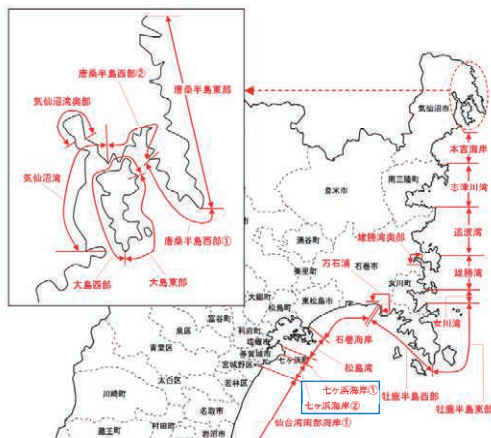 唐桑半島西部②
唐桑半島東部
気仙沼湾奥部
気仙沼湾
唐桑半島西部①
大島西部
大島東部
気仙沼市
本吉海岸
南三陸町
志津川湾
登米市
追波湾
雄勝湾奥部
涌谷町
万石浦
石巻市
雄勝湾
美里町
女川町
大郷町
東松島市
松島町
女川湾
富谷町
利府町
石巻海岸
泉区
塩竈市
青葉区
多賀城市
松島湾
宮城野区
七ヶ浜町
牡鹿半島西部
七ヶ浜海岸①
太白区
若林区
七ヶ浜海岸②
牡鹿半島東部
川崎町
名取市
仙台湾南部海岸①
村田町
蔵王町
岩沼市